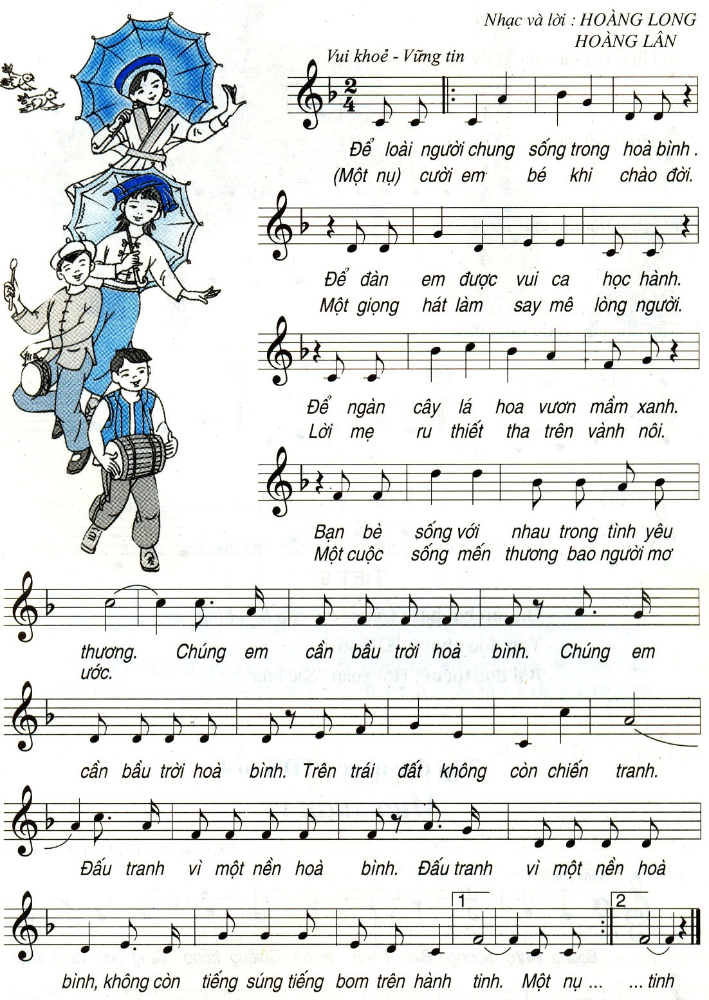 Nhạc và lời : HOÀNG LONG
HOÀNG LÂN
Vui khoẻ - Vững tin
2
4
Để loài người chung sống trong hoà bình .
(Một nụ) cười em bé khi chào đời.
Để đàn em được vui ca học hành.
Một giọng hát làm say mê lòng người.
Để ngàn cây lá hoa vươn mầm xanh.
Lời mẹ ru thiết tha trên vành nôi.
Bạn bè sống với nhau trong tình yêu
Một cuộc sống mến thương bao người mơ
thương. Chúng em cần bầu trời hoà bình. Chúng em
ước.
cần bầu trời hoà bình. Trên trái đất không còn chiến tranh.
Đấu tranh vì một nền hoà bình. Đấu tranh vì một nền hoà
1 2
bình, không còn tiếng súng tiếng bom trên hành tinh. Một nụ ... ... tinh